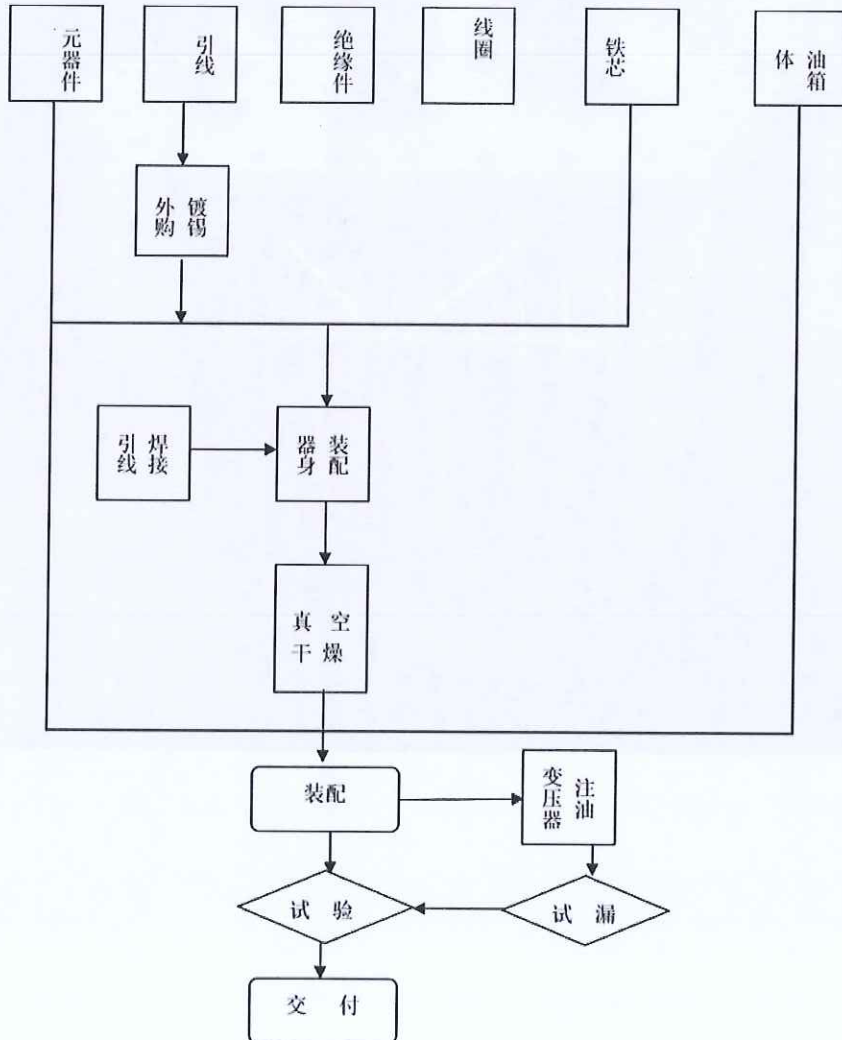 元器件
引线
绝缘件
线圈
铁芯
油箱体
镀锡
外购
焊接
引线
装配
器身
真 空
干 燥
装配
注油
变压器
试 验
试 漏
交 付